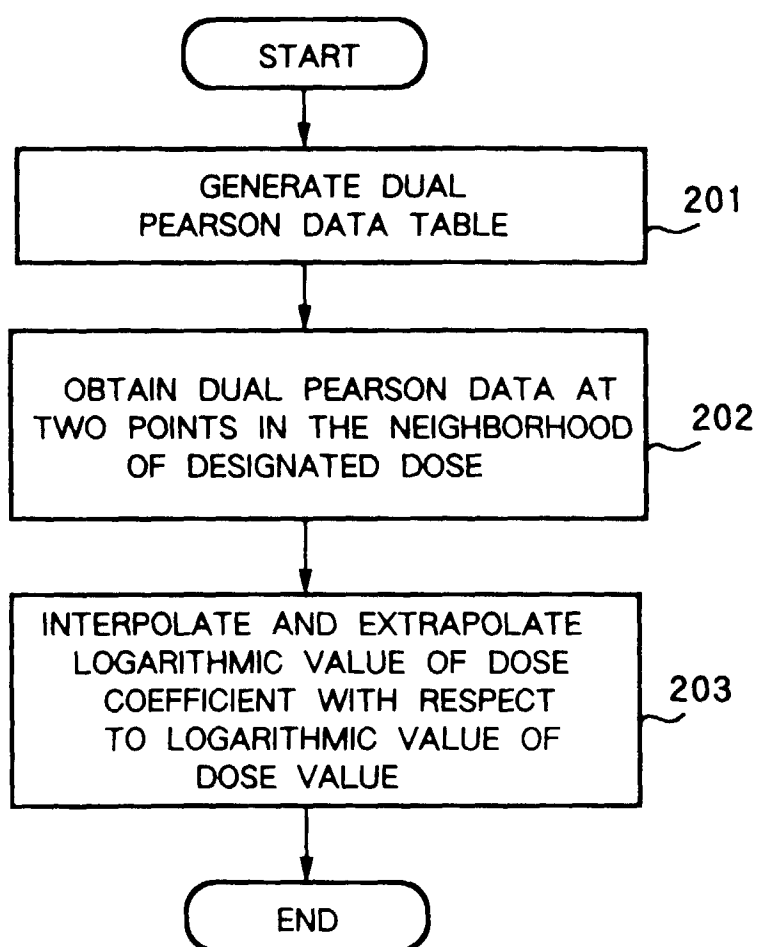 START
GENERATE DUAL
PEARSON DATA TABLE
201
OBTAIN DUAL PEARSON DATA AT
TWO POINTS IN THE NEIGHBORHOOD
OF DESIGNATED DOSE
202
INTERPOLATE AND EXTRAPOLATE
LOGARITHMIC VALUE OF DOSE
COEFFICIENT WITH RESPECT
TO LOGARITHMIC VALUE OF
DOSE VALUE
203
END